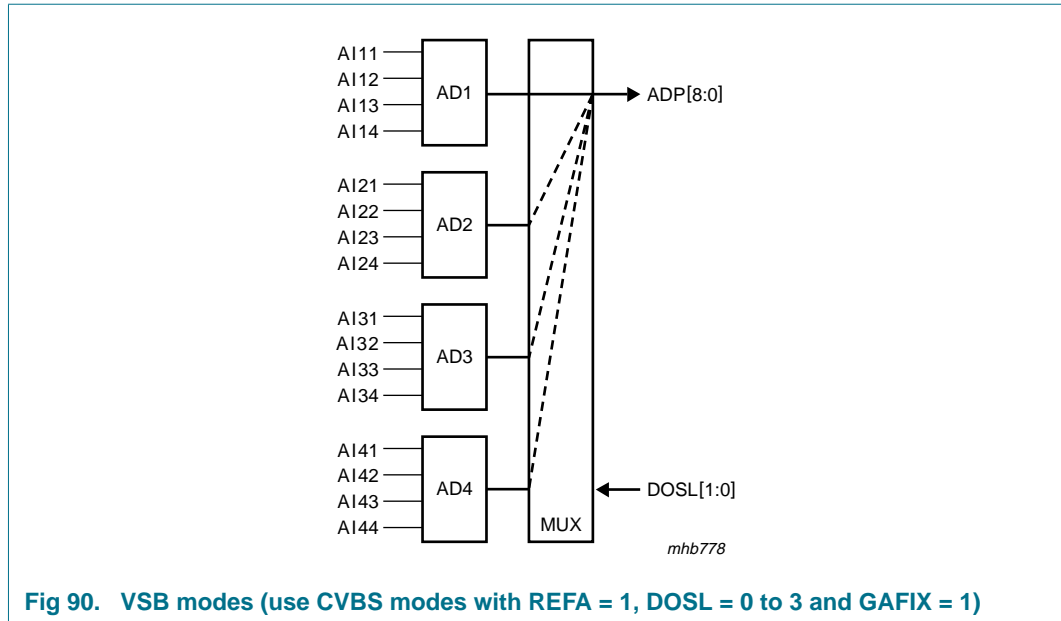 AI11
AI12
AI13
AI14
AD1
ADP[8:0]
AI21
AI22
AI23
AI24
AD2
AI31
AI32
AI33
AI34
AD3
AI41
AI42
AI43
AI44
AD4
DOSL[1:0]
MUX
mhb778
Fig 90. VSB modes (use CVBS modes with REFA = 1, DOSL = 0 to 3 and GAFIX = 1)